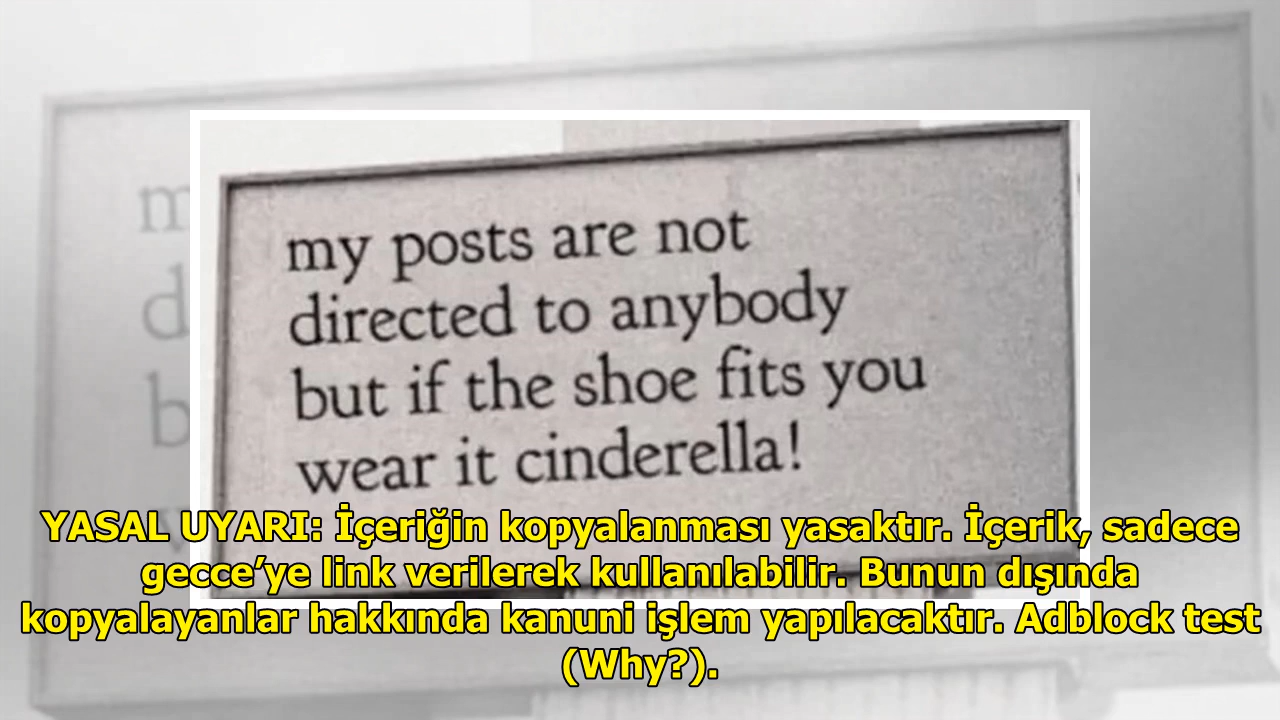 my posts are not
directed to anybody
but if the shoe fits you
wear it cinderella!
YASAL UYARI: İçeriğin kopyalanması yasaktır. İçerik, sadece
gecce’ye link verilerek kullanılabilir. Bunun dışında
kopyalayanlar hakkında kanuni işlem yapılacaktır. Adblock test
(Why?).